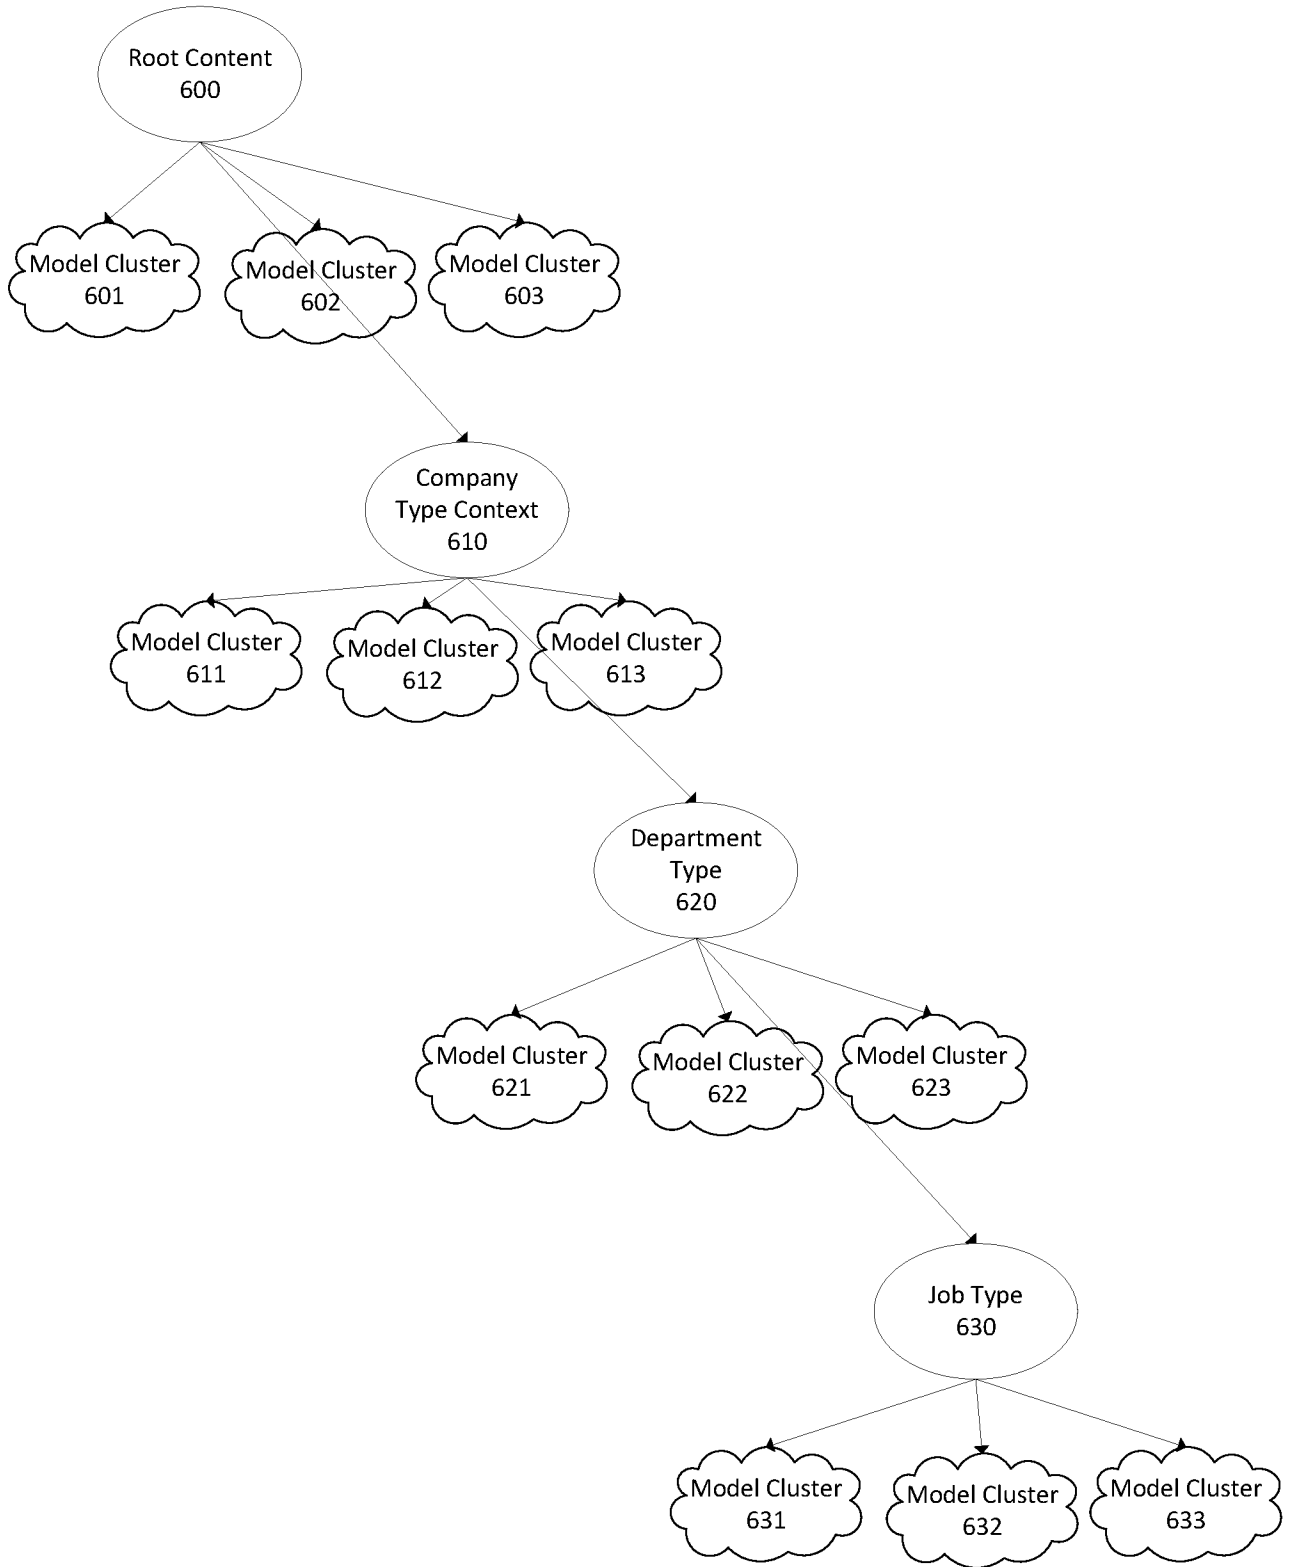 Root Content
600
Model Cluster
601
Model Cluster
602
Model Cluster
603
Company
Type Context
610
Model Cluster
611
Model Cluster
612
Model Cluster
613
Department
Type
620
Model Cluster
621
Model Cluster
622
Model Cluster
623
Job Type
630
Model Cluster
631
Model Cluster
632
Model Cluster
633